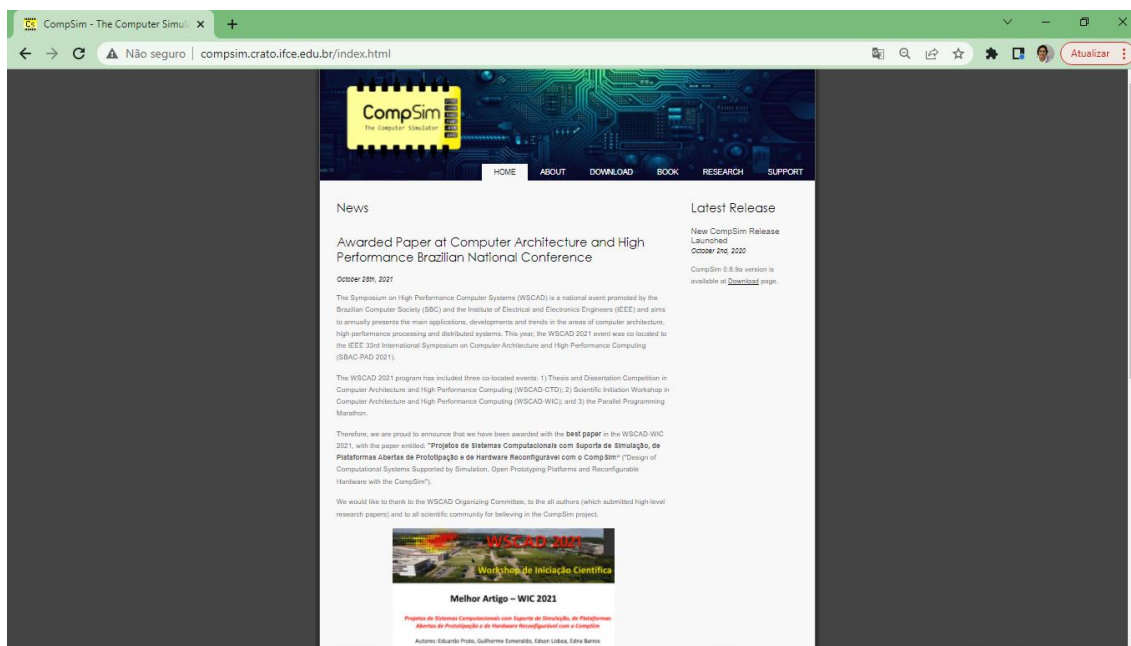 CompSim - The Computer Simul
Não seguro | compsim.crato.ifce.edu.br/index.html
Atualizar
CompSim
The Computer Simulator
HOME ABOUT DOWNLOAD BOOK RESEARCH SUPPORT
News
Awarded Paper at Computer Architecture and High
Performance Brazilian National Conference
October 26th, 2021
The Symposium on High Performance Computer Systems (WSCAD) is a national event promoted by the
Brazilian Computer Society (SBC) and the Institute of Electrical and Electronics Engineers (IEEE) and aims
to annually presents the main applications, developments and trends in the areas of computer architecture,
high performance processing and distributed systems. This year, the WSCAD 2021 event was co-located to
the IEEE 33rd International Symposium on Computer Architecture and High Performance Computing
(SBAC-PAD 2021).
The WSCAD 2021 program has included three co-located events: 1) Thesis and Dissertation Competition in
Computer Architecture and High Performance Computing (WSCAD-CTD); 2) Scientific Initiation Workshop in
Computer Architecture and High Performance Computing (WSCAD-WIC); and 3) the Parallel Programming
Marathon.
Therefore, we are proud to announce that we have been awarded with the best paper in the WSCAD-WIC
2021, with the paper entitled: "Projetos de Sistemas Computacionais com Suporte de Simulação, de
Plataformas Abertas de Prototipação e de Hardware Reconfigurável com o CompSim" ("Design of
Computational Systems Supported by Simulation, Open Prototyping Platforms and Reconfigurable
Hardware with the CompSim").
We would like to thank to the WSCAD Organizing Committee, to the all authors (which submitted high level
research papers) and to all scientific community for believing in the CompSim project.
WSCAD 2021
Workshop de Iniciação Científica
Melhor Artigo – WIC 2021
Projetos de Sistemas Computacionais com Suporte de Simulação, de Plataformas
Abertas de Prototipação e de Hardware Reconfigurável com o CompSim
Autores: Eduardo Proto, Guilherme Esmeraldo, Edson Lisboa, Edna Barros
Latest Release
New CompSim Release
Launched
October 2nd, 2020
CompSim 0.8.9a version is
available at Download page.